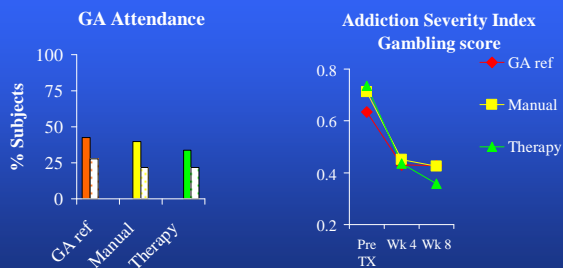 GA Attendance
% Subjects
100
75
50
25
0
GA ref
Manual
Therapy
Addiction Severity Index
Gambling score
0.8
0.6
0.4
0.2
Pre
TX
Wk 4
Wk 8
GA ref
Manual
Therapy